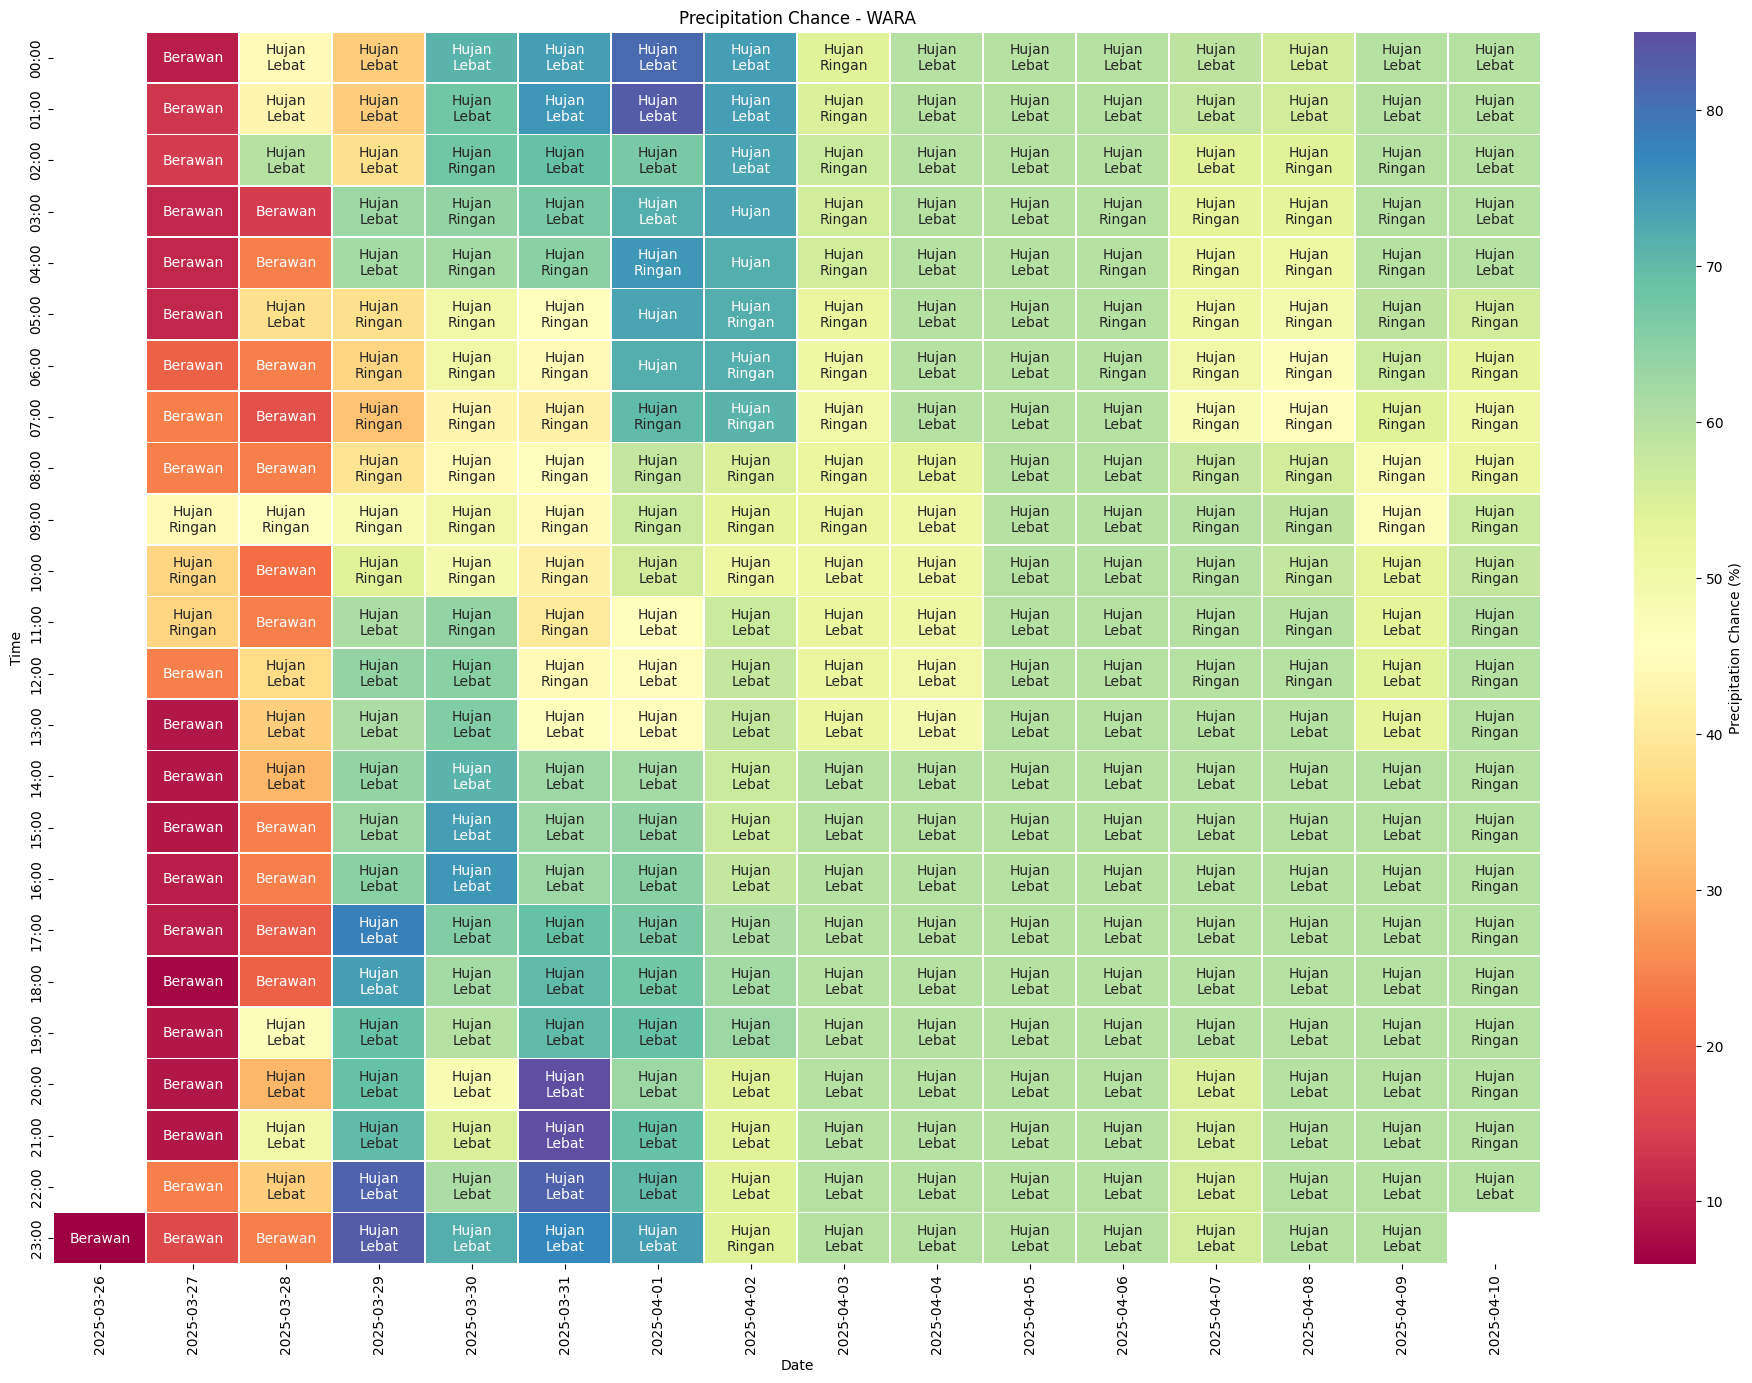 Precipitation Chance - WARA
00:00 Berawan Hujan Lebat Hujan Lebat Hujan Lebat Hujan Lebat Hujan Lebat Hujan Lebat Hujan Ringan Hujan Lebat Hujan Lebat Hujan Lebat Hujan Lebat Hujan Lebat Hujan Lebat Hujan Lebat
01:00 Berawan Hujan Lebat Hujan Lebat Hujan Lebat Hujan Lebat Hujan Lebat Hujan Lebat Hujan Ringan Hujan Lebat Hujan Lebat Hujan Lebat Hujan Lebat Hujan Lebat Hujan Lebat Hujan Lebat
02:00 Berawan Hujan Lebat Hujan Lebat Hujan Ringan Hujan Lebat Hujan Lebat Hujan Lebat Hujan Ringan Hujan Lebat Hujan Lebat Hujan Lebat Hujan Lebat Hujan Ringan Hujan Ringan Hujan Lebat
03:00 Berawan Berawan Hujan Lebat Hujan Ringan Hujan Lebat Hujan Lebat Hujan Hujan Ringan Hujan Lebat Hujan Lebat Hujan Ringan Hujan Ringan Hujan Ringan Hujan Ringan Hujan Lebat
04:00 Berawan Berawan Hujan Lebat Hujan Ringan Hujan Ringan Hujan Ringan Hujan Hujan Ringan Hujan Lebat Hujan Lebat Hujan Ringan Hujan Ringan Hujan Ringan Hujan Ringan Hujan Lebat
05:00 Berawan Hujan Lebat Hujan Ringan Hujan Ringan Hujan Ringan Hujan Hujan Ringan Hujan Ringan Hujan Lebat Hujan Lebat Hujan Ringan Hujan Ringan Hujan Ringan Hujan Ringan Hujan Ringan
06:00 Berawan Berawan Hujan Ringan Hujan Ringan Hujan Ringan Hujan Hujan Ringan Hujan Ringan Hujan Lebat Hujan Lebat Hujan Ringan Hujan Ringan Hujan Ringan Hujan Ringan Hujan Ringan
07:00 Berawan Berawan Hujan Ringan Hujan Ringan Hujan Ringan Hujan Ringan Hujan Ringan Hujan Ringan Hujan Lebat Hujan Lebat Hujan Lebat Hujan Ringan Hujan Ringan Hujan Ringan Hujan Ringan
08:00 Berawan Berawan Hujan Ringan Hujan Ringan Hujan Ringan Hujan Ringan Hujan Ringan Hujan Ringan Hujan Ringan Hujan Lebat Hujan Lebat Hujan Ringan Hujan Ringan Hujan Ringan Hujan Ringan
09:00 Hujan Ringan Hujan Ringan Hujan Ringan Hujan Ringan Hujan Ringan Hujan Ringan Hujan Ringan Hujan Ringan Hujan Lebat Hujan Lebat Hujan Lebat Hujan Ringan Hujan Ringan Hujan Ringan Hujan Ringan
10:00 Hujan Ringan Berawan Hujan Ringan Hujan Ringan Hujan Ringan Hujan Lebat Hujan Ringan Hujan Lebat Hujan Lebat Hujan Lebat Hujan Lebat Hujan Ringan Hujan Ringan Hujan Lebat Hujan Ringan
11:00 Hujan Ringan Berawan Hujan Lebat Hujan Ringan Hujan Ringan Hujan Lebat Hujan Lebat Hujan Lebat Hujan Lebat Hujan Lebat Hujan Lebat Hujan Ringan Hujan Ringan Hujan Lebat Hujan Ringan
12:00 Berawan Hujan Lebat Hujan Lebat Hujan Lebat Hujan Ringan Hujan Lebat Hujan Lebat Hujan Lebat Hujan Lebat Hujan Lebat Hujan Lebat Hujan Ringan Hujan Ringan Hujan Lebat Hujan Ringan
13:00 Berawan Hujan Lebat Hujan Lebat Hujan Lebat Hujan Lebat Hujan Lebat Hujan Lebat Hujan Lebat Hujan Lebat Hujan Lebat Hujan Lebat Hujan Lebat Hujan Lebat Hujan Lebat Hujan Ringan
14:00 Berawan Hujan Lebat Hujan Lebat Hujan Lebat Hujan Lebat Hujan Lebat Hujan Lebat Hujan Lebat Hujan Lebat Hujan Lebat Hujan Lebat Hujan Lebat Hujan Lebat Hujan Lebat Hujan Ringan
15:00 Berawan Berawan Hujan Lebat Hujan Lebat Hujan Lebat Hujan Lebat Hujan Lebat Hujan Lebat Hujan Lebat Hujan Lebat Hujan Lebat Hujan Lebat Hujan Lebat Hujan Lebat Hujan Ringan
16:00 Berawan Berawan Hujan Lebat Hujan Lebat Hujan Lebat Hujan Lebat Hujan Lebat Hujan Lebat Hujan Lebat Hujan Lebat Hujan Lebat Hujan Lebat Hujan Lebat Hujan Lebat Hujan Ringan
17:00 Berawan Berawan Hujan Lebat Hujan Lebat Hujan Lebat Hujan Lebat Hujan Lebat Hujan Lebat Hujan Lebat Hujan Lebat Hujan Lebat Hujan Lebat Hujan Lebat Hujan Lebat Hujan Ringan
18:00 Berawan Berawan Hujan Lebat Hujan Lebat Hujan Lebat Hujan Lebat Hujan Lebat Hujan Lebat Hujan Lebat Hujan Lebat Hujan Lebat Hujan Lebat Hujan Lebat Hujan Lebat Hujan Ringan
19:00 Berawan Hujan Lebat Hujan Lebat Hujan Lebat Hujan Lebat Hujan Lebat Hujan Lebat Hujan Lebat Hujan Lebat Hujan Lebat Hujan Lebat Hujan Lebat Hujan Lebat Hujan Lebat Hujan Ringan
20:00 Berawan Hujan Lebat Hujan Lebat Hujan Lebat Hujan Lebat Hujan Lebat Hujan Lebat Hujan Lebat Hujan Lebat Hujan Lebat Hujan Lebat Hujan Lebat Hujan Lebat Hujan Lebat Hujan Ringan
21:00 Berawan Hujan Lebat Hujan Lebat Hujan Lebat Hujan Lebat Hujan Lebat Hujan Lebat Hujan Lebat Hujan Lebat Hujan Lebat Hujan Lebat Hujan Lebat Hujan Lebat Hujan Lebat Hujan Ringan
22:00 Berawan Hujan Lebat Hujan Lebat Hujan Lebat Hujan Lebat Hujan Lebat Hujan Lebat Hujan Lebat Hujan Lebat Hujan Lebat Hujan Lebat Hujan Lebat Hujan Lebat Hujan Lebat Hujan Lebat
23:00 Berawan Berawan Berawan Hujan Lebat Hujan Lebat Hujan Lebat Hujan Lebat Hujan Ringan Hujan Lebat Hujan Lebat Hujan Lebat Hujan Lebat Hujan Lebat Hujan Lebat Hujan Lebat
Time
2025-03-26 2025-03-27 2025-03-28 2025-03-29 2025-03-30 2025-03-31 2025-04-01 2025-04-02 2025-04-03 2025-04-04 2025-04-05 2025-04-06 2025-04-07 2025-04-08 2025-04-09 2025-04-10
Date
80
70
60
50
40
30
20
10
Precipitation Chance (%)